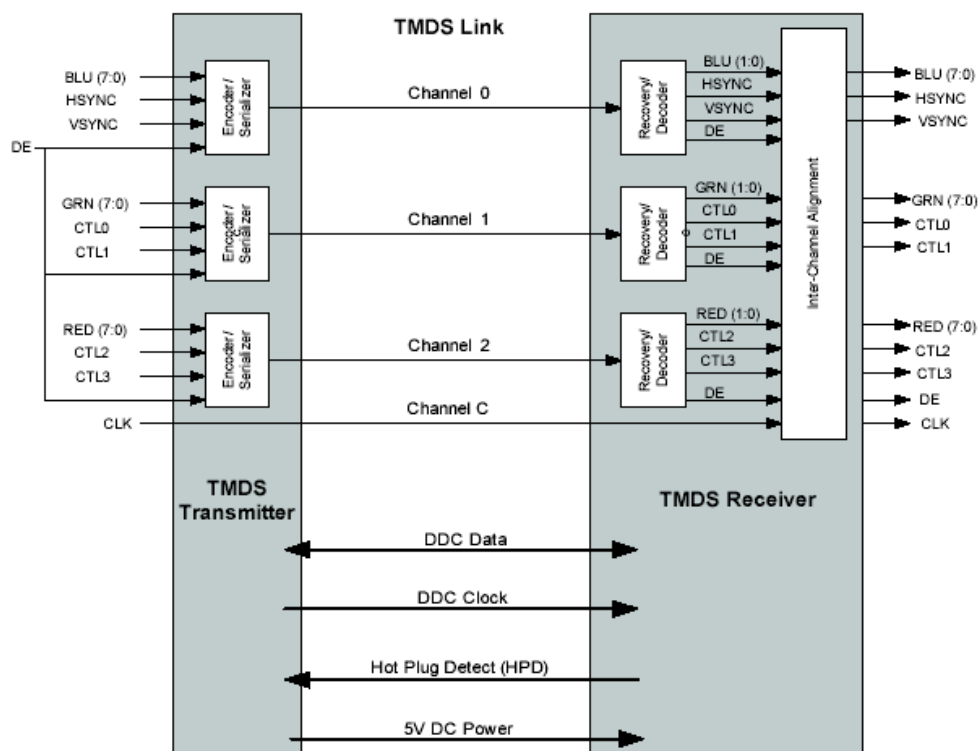 TMDS Link
BLU (7:0)
HSYNC
VSYNC
DE
Encoder/
Serializer
Channel 0
Recovery/
Decoder
BLU (1:0)
HSYNC
VSYNC
DE
BLU (7:0)
HSYNC
VSYNC
GRN (7:0)
CTL0
CTL1
Encoder/
Serializer
Channel 1
Recovery/
Decoder
GRN (1:0)
CTL0
CTL1
DE
Inter-Channel Alignment
GRN (7:0)
CTL0
CTL1
RED (7:0)
CTL2
CTL3
Encoder/
Serializer
Channel 2
Recovery/
Decoder
RED (1:0)
CTL2
CTL3
DE
RED (7:0)
CTL2
CTL3
DE
CLK
Channel C
CLK
TMDS
Transmitter
TMDS Receiver
DDC Data
DDC Clock
Hot Plug Detect (HPD)
5V DC Power